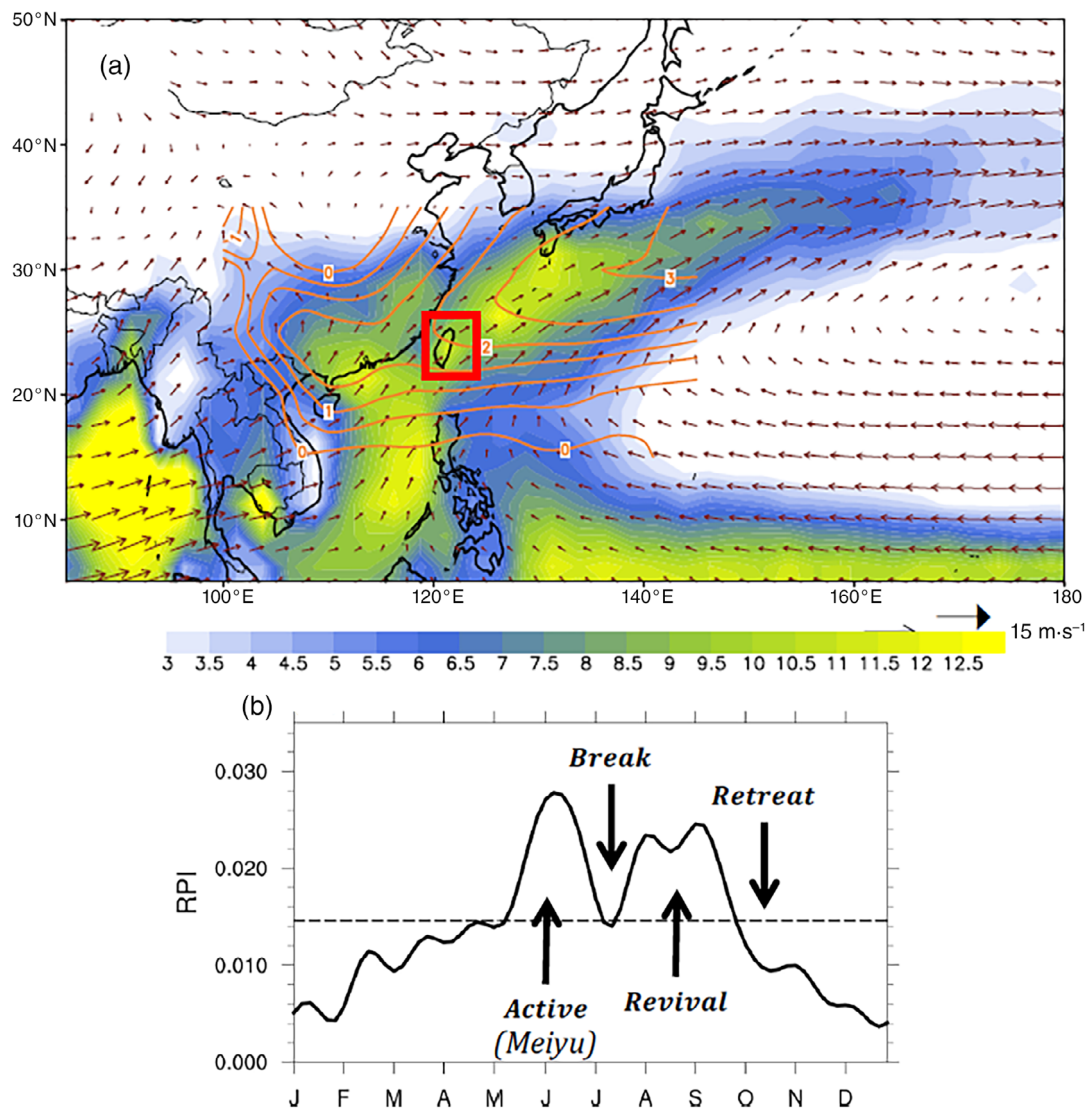 50°N
(a)
40°N
30°N
20°N
10°N
1
0
3
2
1
0
0
100°E 120°E 140°E 160°E 180
15 m·s⁻¹
3 3.5 4 4.5 5 5.5 6 6.5 7 7.5 8 8.5 9 9.5 10 10.5 11 11.5 12 12.5
(b)
RPI
0.030
0.020
0.010
0.000
Break
Retreat
Active
(Meiyu)
Revival
J F M A M J J A S O N D